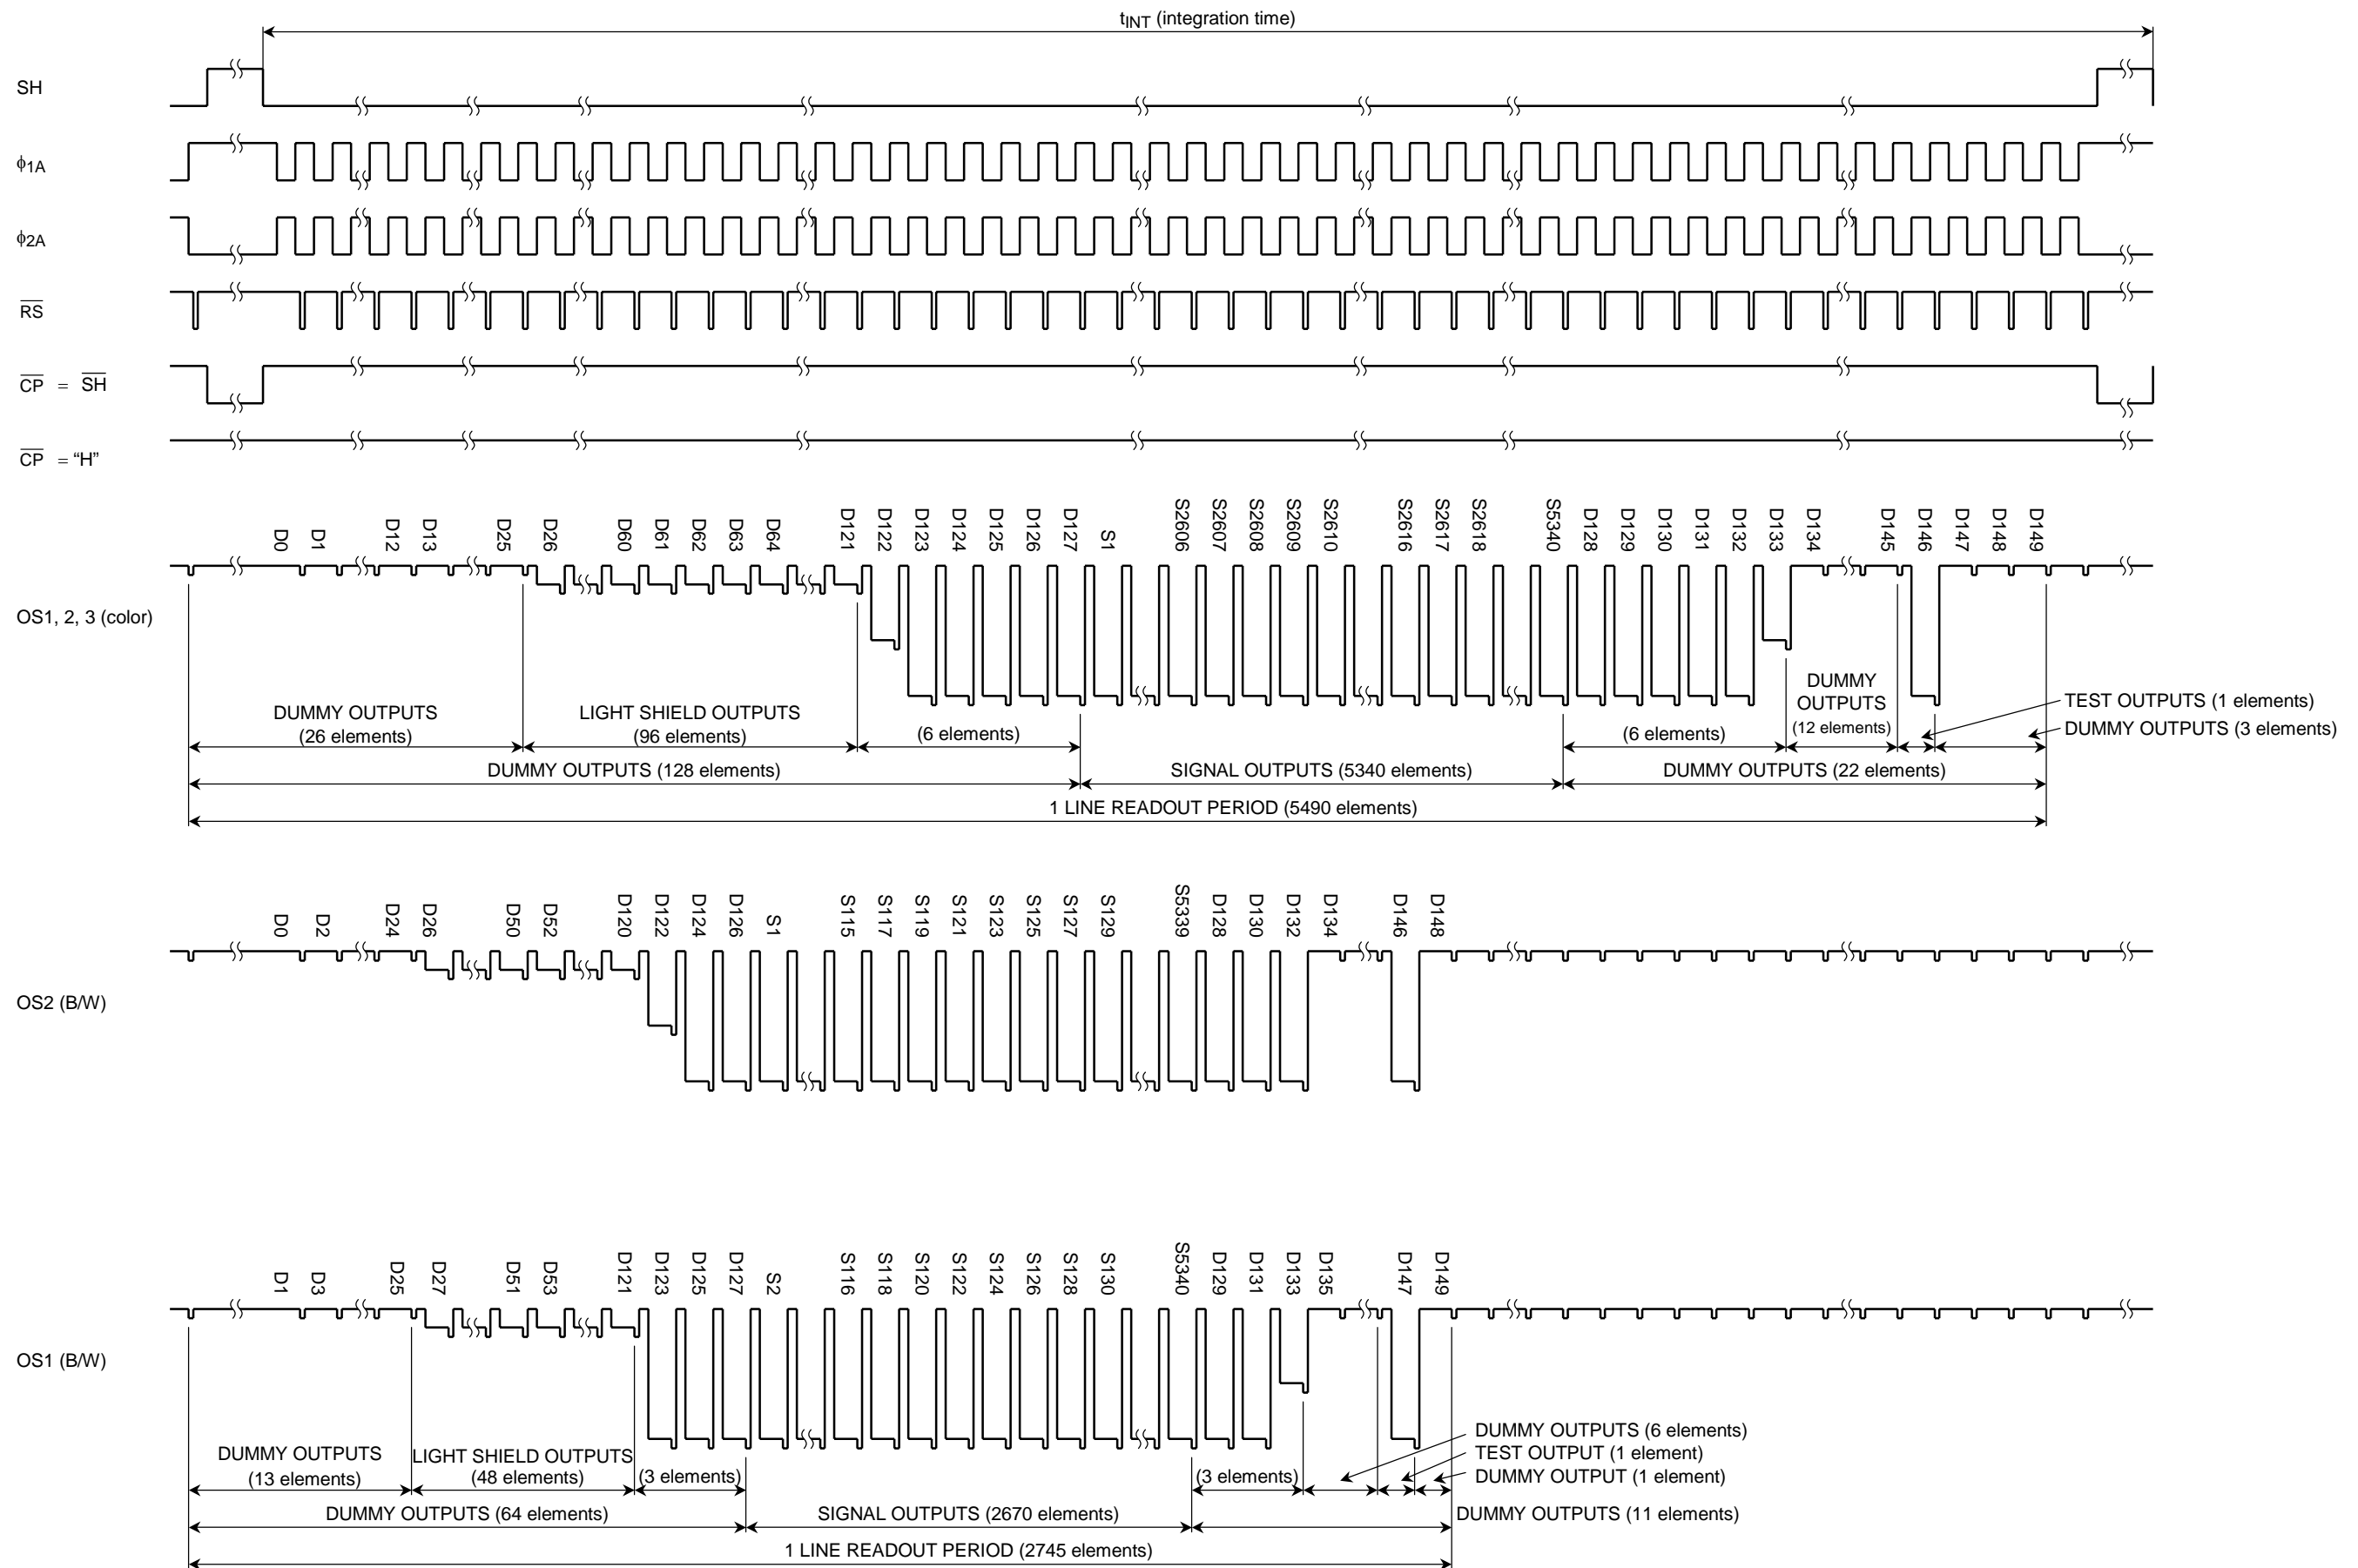 tINT (integration time)
SH
ϕ1A
ϕ2A
RS
CP = SH
CP = “H”
D0 D1 D12 D13 D25 D26 D60 D61 D62 D63 D64 D121 D122 D123 D124 D125 D126 D127 S1 S2606 S2607 S2608 S2609 S2610 S2616 S2617 S2618 S5340 D128 D129 D130 D131 D132 D133 D134 D145 D146 D147 D148 D149
OS1, 2, 3 (color)
DUMMY OUTPUTS
(26 elements)
LIGHT SHIELD OUTPUTS
(96 elements)
(6 elements)
(6 elements)
DUMMY
OUTPUTS
(12 elements)
TEST OUTPUTS (1 elements)
DUMMY OUTPUTS (3 elements)
DUMMY OUTPUTS (128 elements)
SIGNAL OUTPUTS (5340 elements)
DUMMY OUTPUTS (22 elements)
1 LINE READOUT PERIOD (5490 elements)
D0 D2 D24 D26 D50 D52 D120 D122 D124 D126 S1 S115 S117 S119 S121 S123 S125 S127 S129 S5339 D128 D130 D132 D134 D146 D148
OS2 (B/W)
D1 D3 D25 D27 D51 D53 D121 D123 D125 D127 S2 S116 S118 S120 S122 S124 S126 S128 S130 S5340 D129 D131 D133 D135 D147 D149
OS1 (B/W)
DUMMY OUTPUTS
(13 elements)
LIGHT SHIELD OUTPUTS
(48 elements)
(3 elements)
(3 elements)
DUMMY OUTPUTS (6 elements)
TEST OUTPUT (1 element)
DUMMY OUTPUT (1 element)
DUMMY OUTPUTS (64 elements)
SIGNAL OUTPUTS (2670 elements)
DUMMY OUTPUTS (11 elements)
1 LINE READOUT PERIOD (2745 elements)